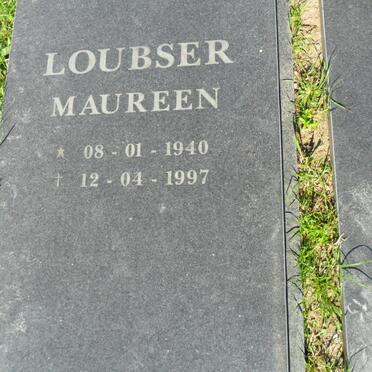 LOUBSER
MAUREEN
★ 08 - 01 - 1940
† 12 - 04 - 1997